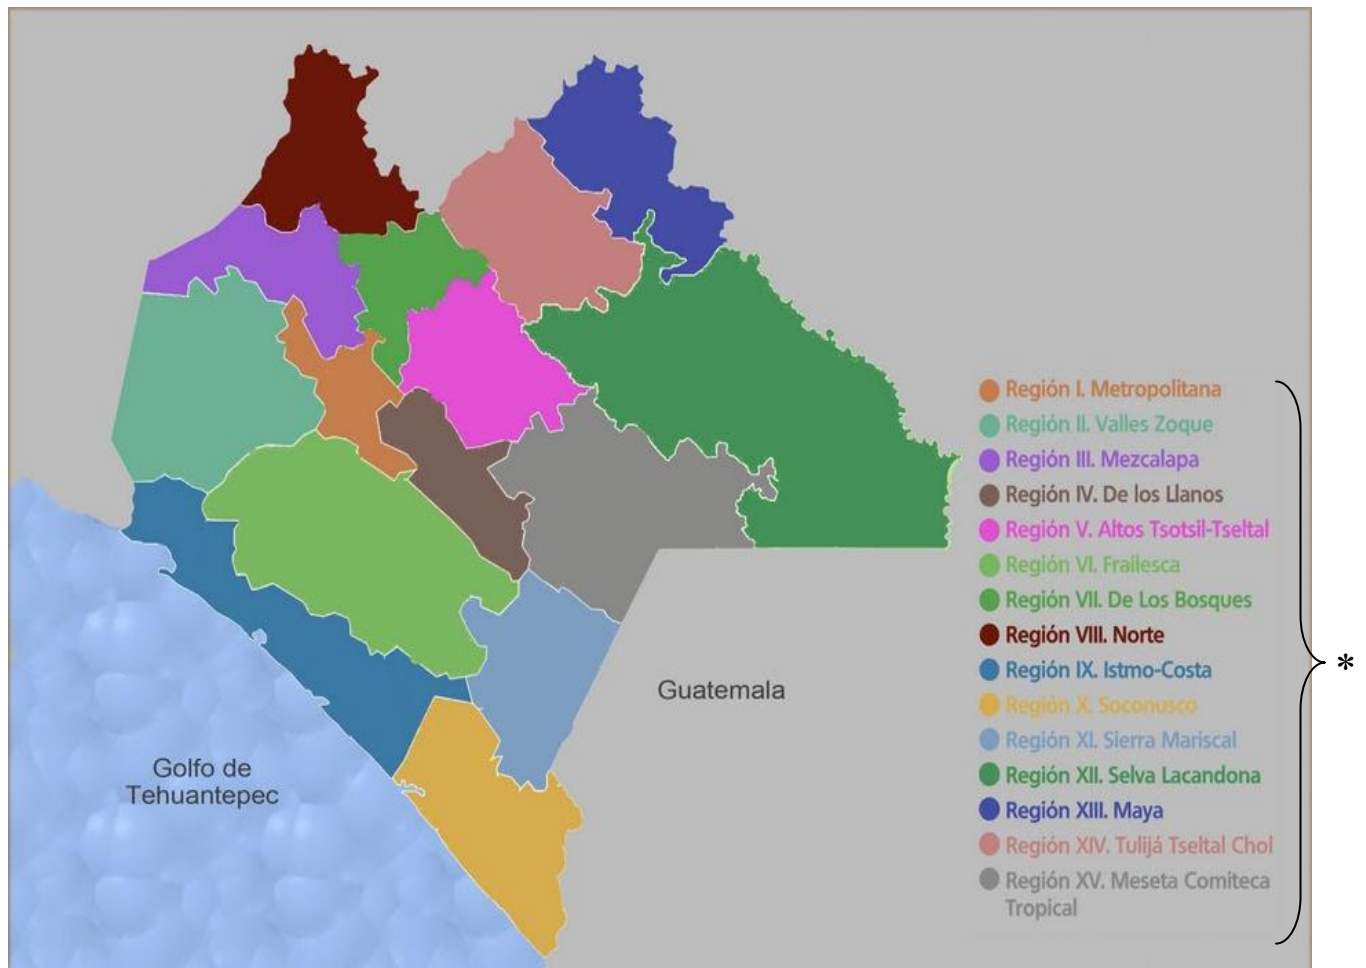 Región I. Metropolitana
Región II. Valles Zoque
Región III. Mezcalapa
Región IV. De los Llanos
Región V. Altos Tsotsil-Tseltal
Región VI. Frailesca
Región VII. De Los Bosques
Región VIII. Norte
Región IX. Istmo-Costa
Región X. Soconusco
Región XI. Sierra Mariscal
Región XII. Selva Lacandona
Región XIII. Maya
Región XIV. Tulijá Tseltal Chol
Región XV. Meseta Comiteca
Tropical
*
Guatemala
Golfo de
Tehuantepec